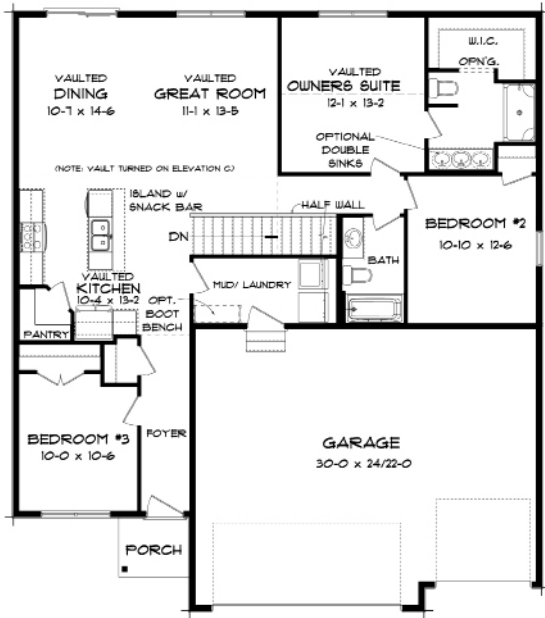 W.I.C.
OPN'G.
VAULTED
DINING
10-7 x 14-6
VAULTED
GREAT ROOM
11-1 x 13-5
VAULTED
OWNERS SUITE
12-1 x 13-2
OPTIONAL
DOUBLE
SINKS
(NOTE: VAULT TURNED ON ELEVATION C)
ISLAND w/
SNACK BAR
HALF WALL
DN
BEDROOM #2
10-10 x 12-6
BATH
MUD/ LAUNDRY
VAULTED
KITCHEN
10-4 x 13-2
OPT.
BOOT
BENCH
PANTRY
BEDROOM #3
10-0 x 10-6
FOYER
GARAGE
30-0 x 24/22-0
PORCH